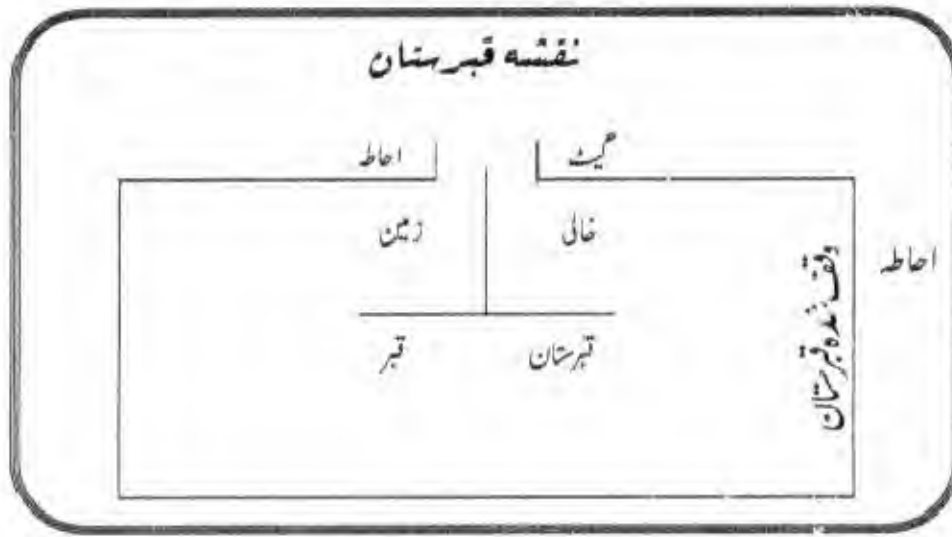 نقشہ قبرستان
گیٹ
احاطہ
خالی
زمین
احاطہ
وقف شدہ قبرستان
قبرستان
قبر